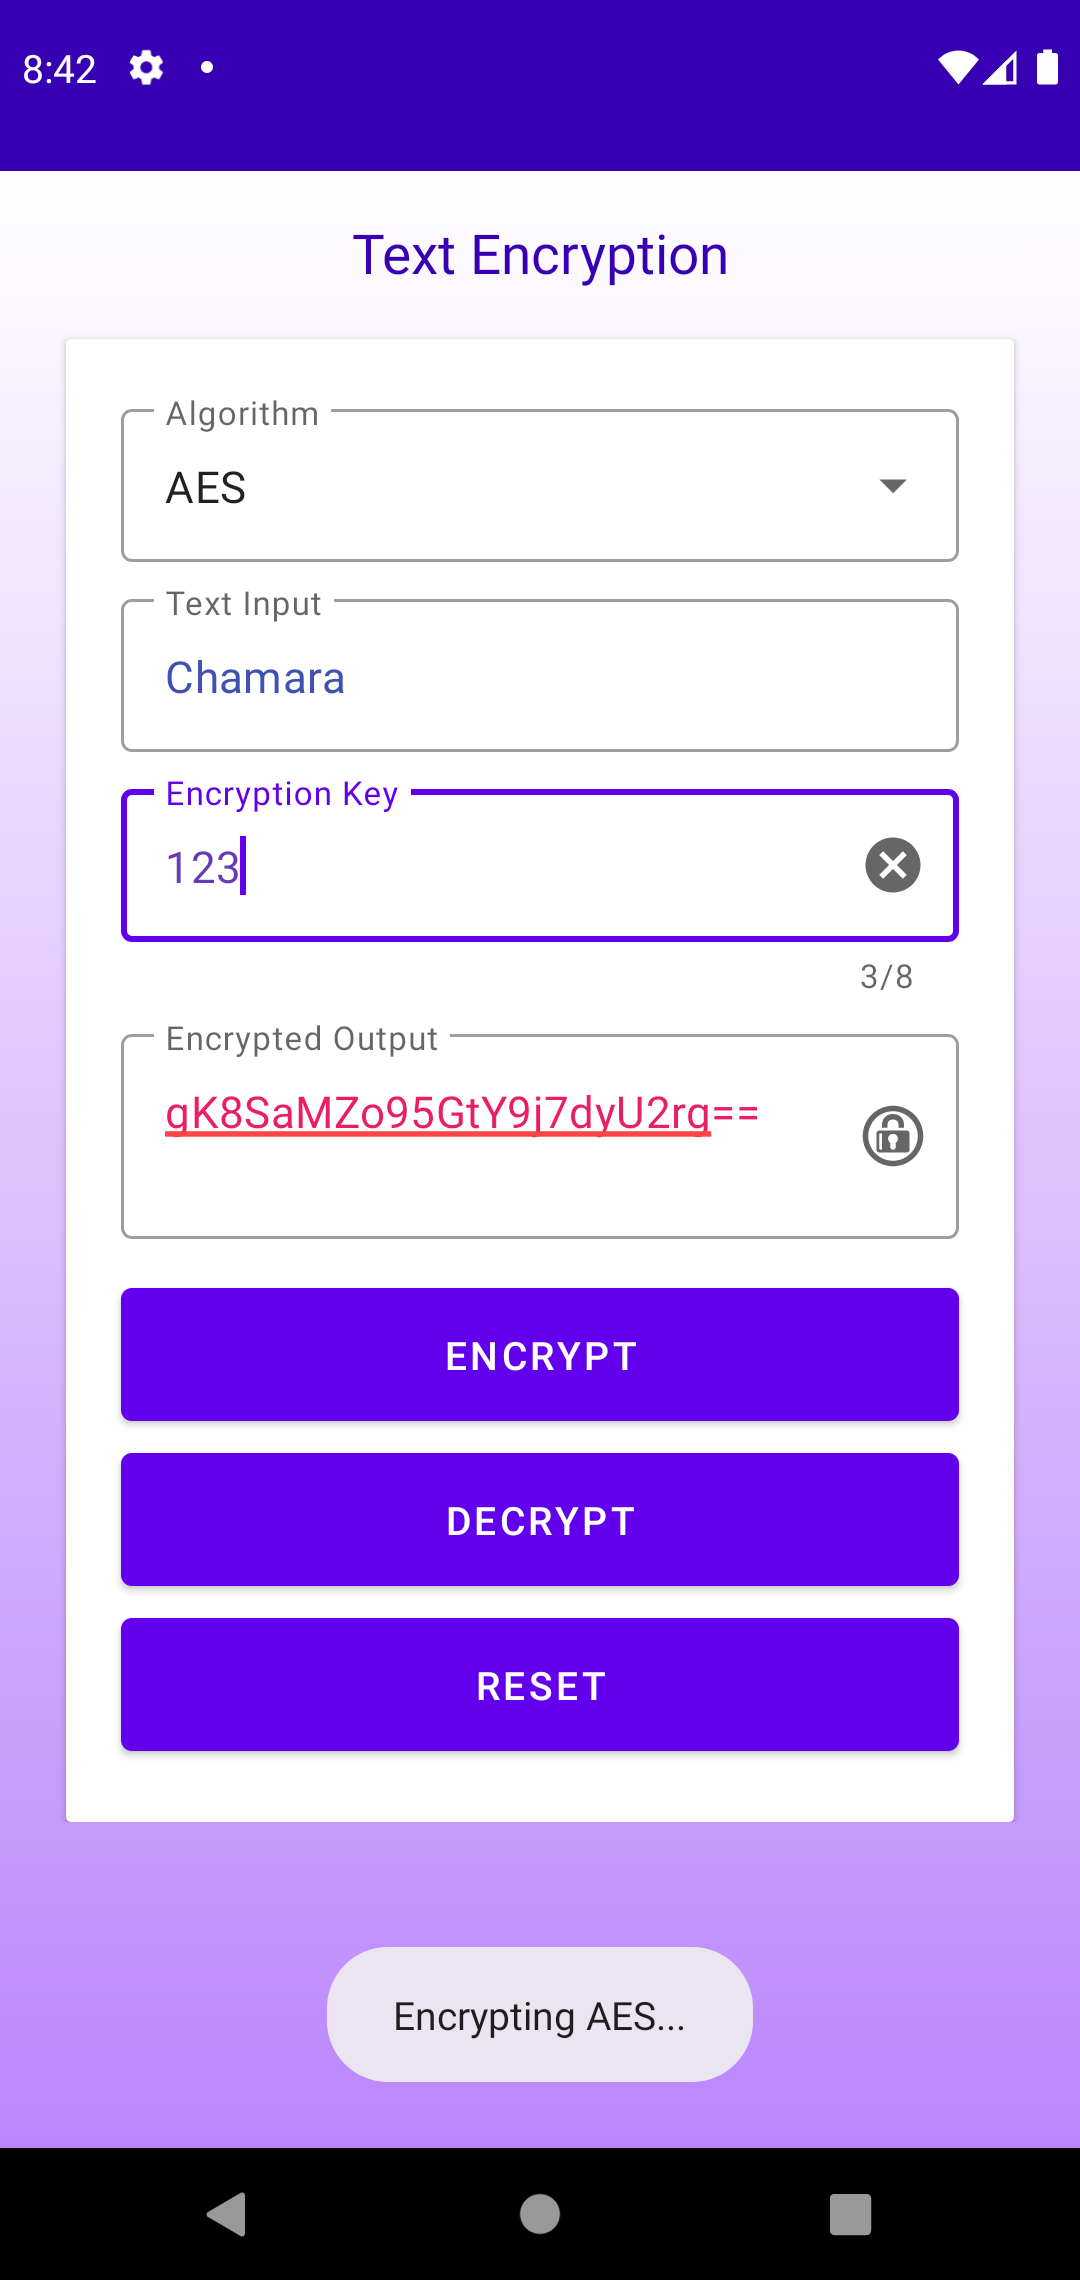 8:42
Text Encryption
Algorithm
AES
Text Input
Chamara
Encryption Key
123
3/8
Encrypted Output
gK8SaMZo95GtY9j7dyU2rg==
ENCRYPT
DECRYPT
RESET
Encrypting AES...